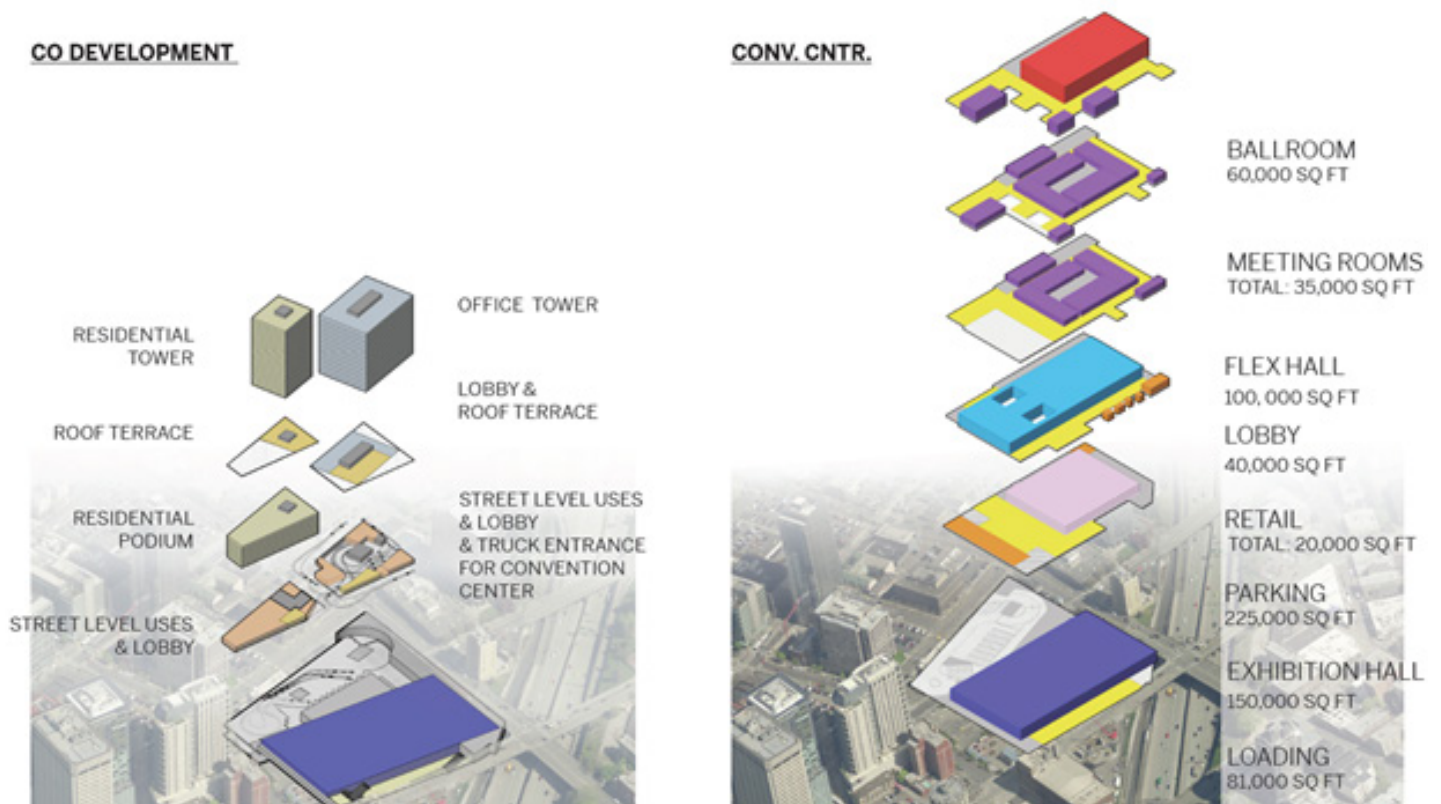 CO DEVELOPMENT
RESIDENTIAL
TOWER
OFFICE TOWER
LOBBY &
ROOF TERRACE
ROOF TERRACE
RESIDENTIAL
PODIUM
STREET LEVEL USES
& LOBBY
& TRUCK ENTRANCE
FOR CONVENTION
CENTER
STREET LEVEL USES
& LOBBY
CONV. CNTR.
BALLROOM
60,000 SQ FT
MEETING ROOMS
TOTAL: 35,000 SQ FT
FLEX HALL
100, 000 SQ FT
LOBBY
40,000 SQ FT
RETAIL
TOTAL: 20,000 SQ FT
PARKING
225,000 SQ FT
EXHIBITION HALL
150,000 SQ FT
LOADING
81,000 SQ FT